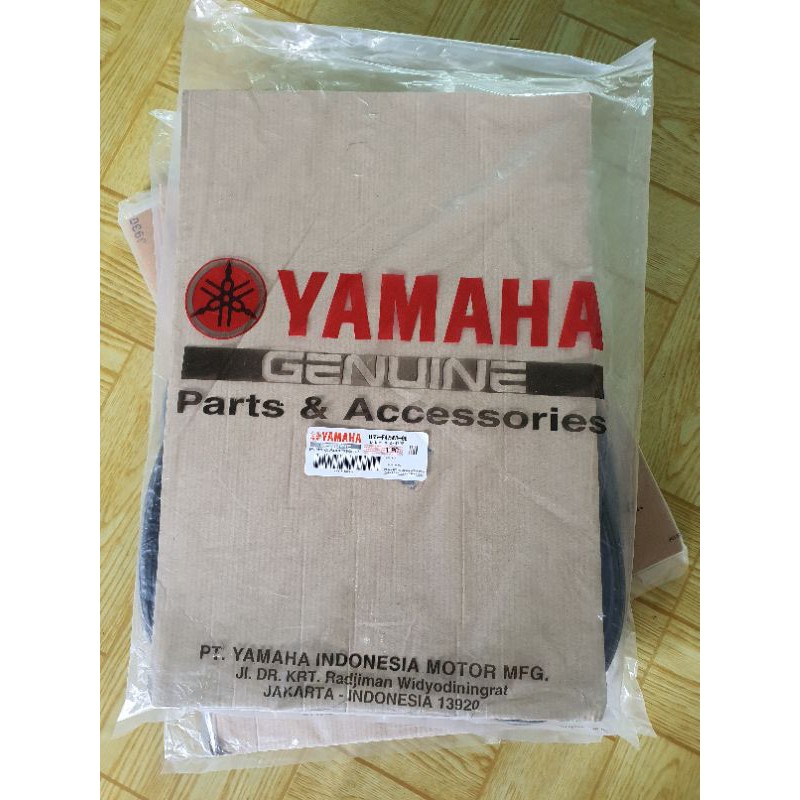 YAMAHA
GENUINE
Parts & Accessories
YAMAHA
PT. YAMAHA INDONESIA MOTOR MFG.
Jl. DR. KRT. Radjiman Widyodiningrat
JAKARTA - INDONESIA 13920